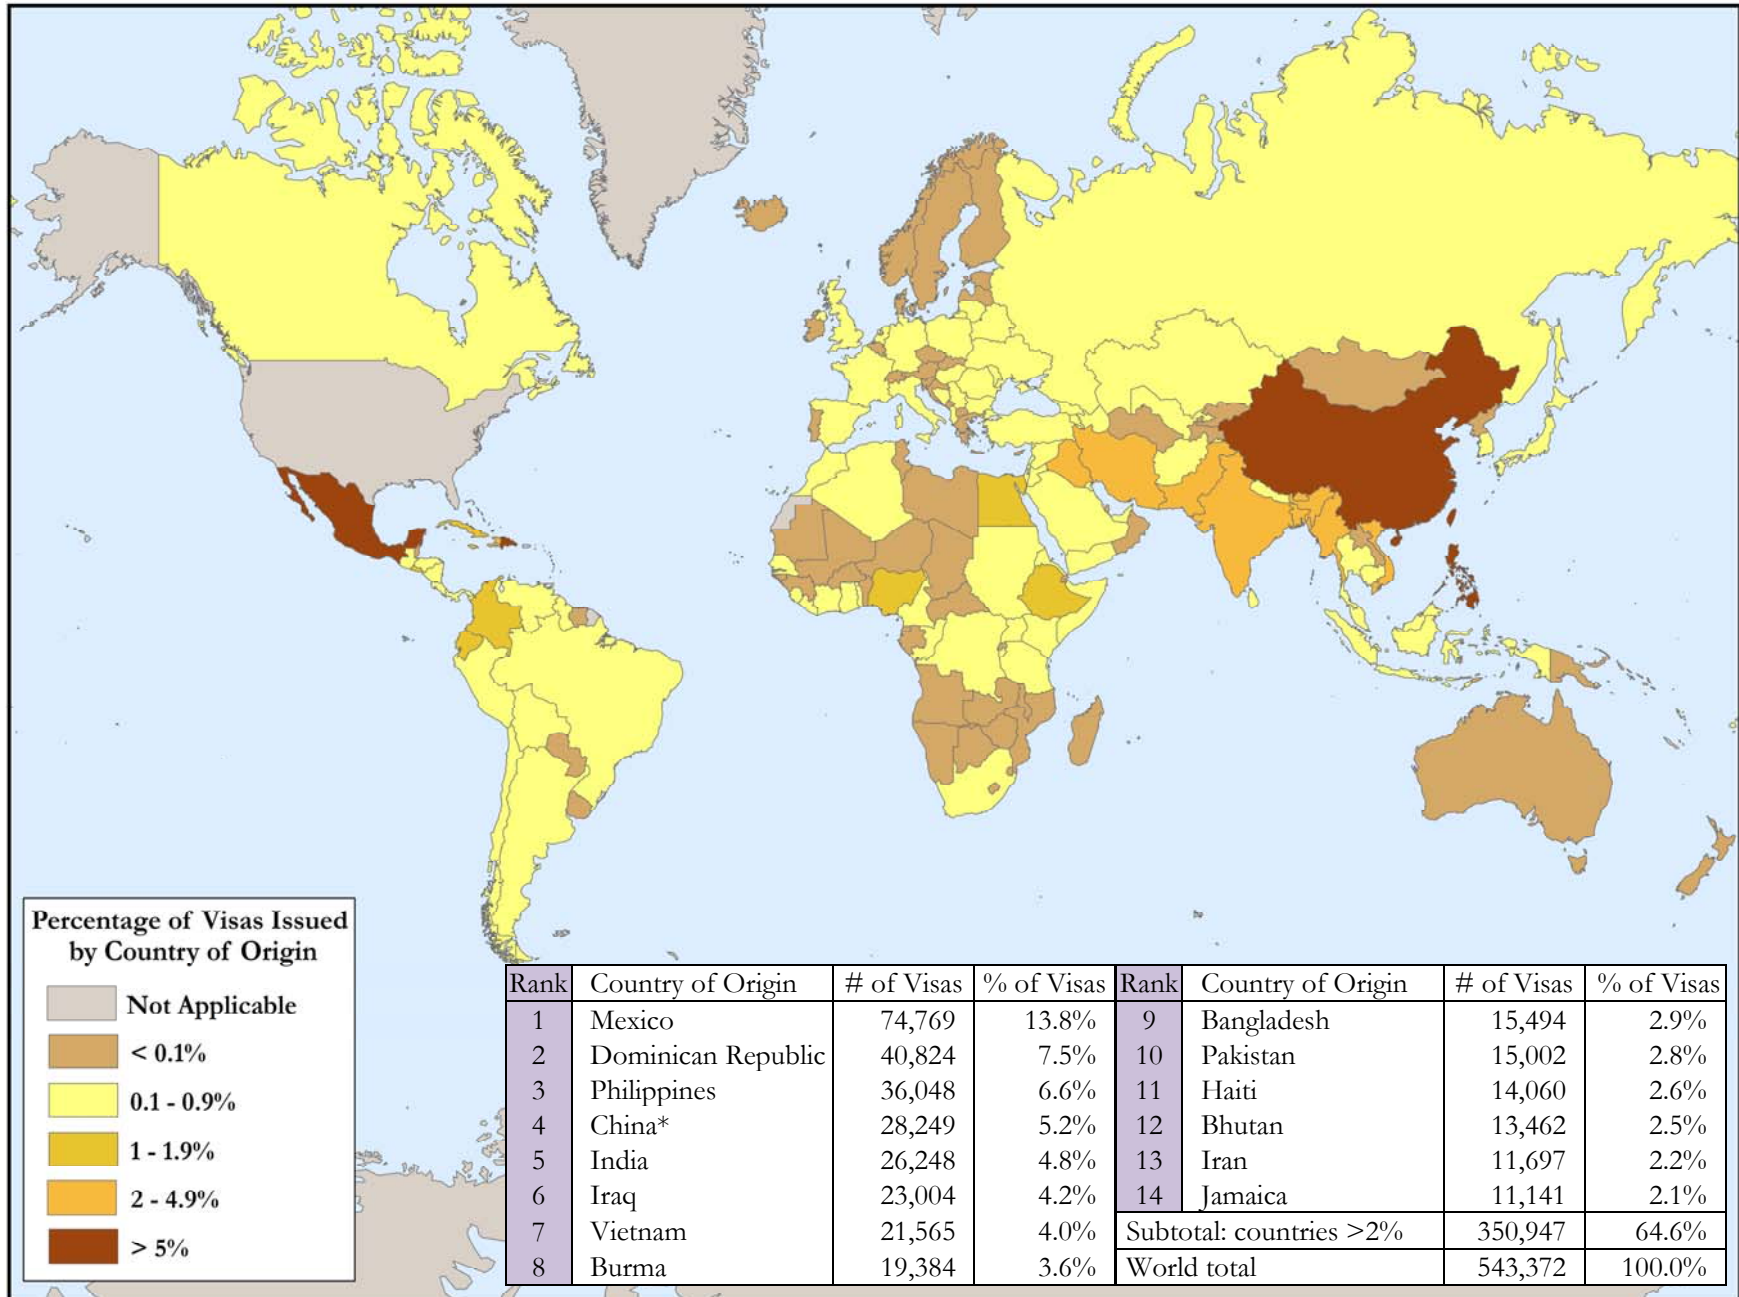 Percentage of Visas Issued
by Country of Origin
Not Applicable
< 0.1%
0.1 - 0.9%
1 - 1.9%
2 - 4.9%
> 5%
Rank Country of Origin # of Visas % of Visas Rank Country of Origin # of Visas % of Visas
1 Mexico 74,769 13.8% 9 Bangladesh 15,494 2.9%
2 Dominican Republic 40,824 7.5% 10 Pakistan 15,002 2.8%
3 Philippines 36,048 6.6% 11 Haiti 14,060 2.6%
4 China* 28,249 5.2% 12 Bhutan 13,462 2.5%
5 India 26,248 4.8% 13 Iran 11,697 2.2%
6 Iraq 23,004 4.2% 14 Jamaica 11,141 2.1%
7 Vietnam 21,565 4.0% Subtotal: countries >2% 350,947 64.6%
8 Burma 19,384 3.6% World total 543,372 100.0%